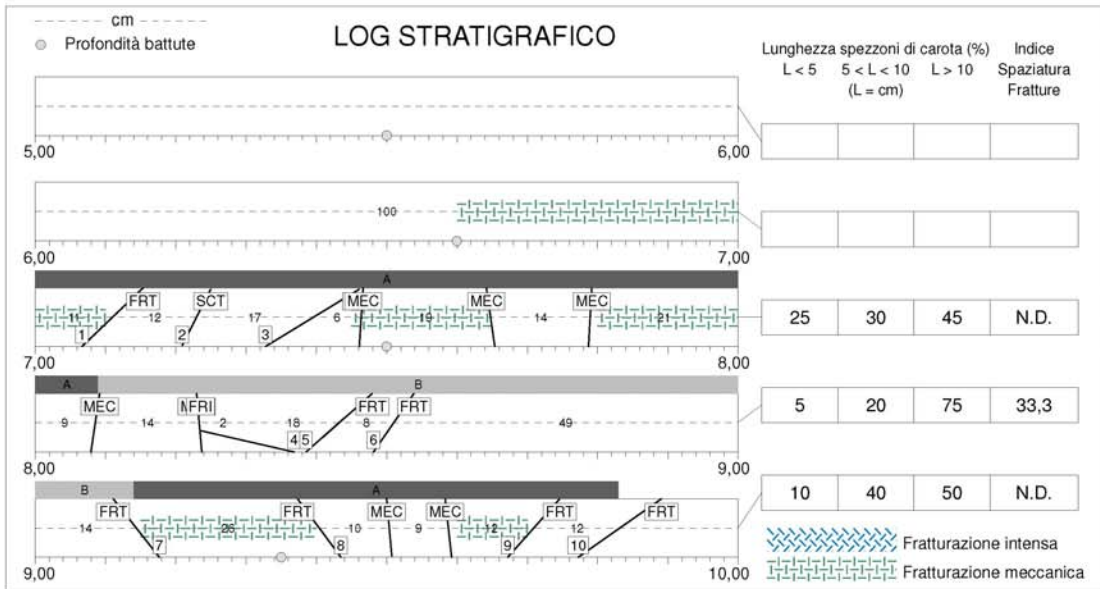 cm
Profondità battute
LOG STRATIGRAFICO
Lunghezza spezzoni di carota (%) Indice
L < 5 5 < L < 10 L > 10 Spaziatura
(L = cm) Fratture
5,00 6,00
100
6,00 7,00
A
FRT SCT MEC MEC MEC
11 12 17 6 19 14 21
1 2 3
7,00 8,00
25 30 45 N.D.
A B
MEC FRI FRT FRT
9 14 2 18 8 49
4 5 6
8,00 9,00
5 20 75 33,3
B A
FRT FRT MEC MEC FRT FRT
14 26 10 9 12 12
7 8 9 10
9,00 10,00
10 40 50 N.D.
Fratturazione intensa
Fratturazione meccanica